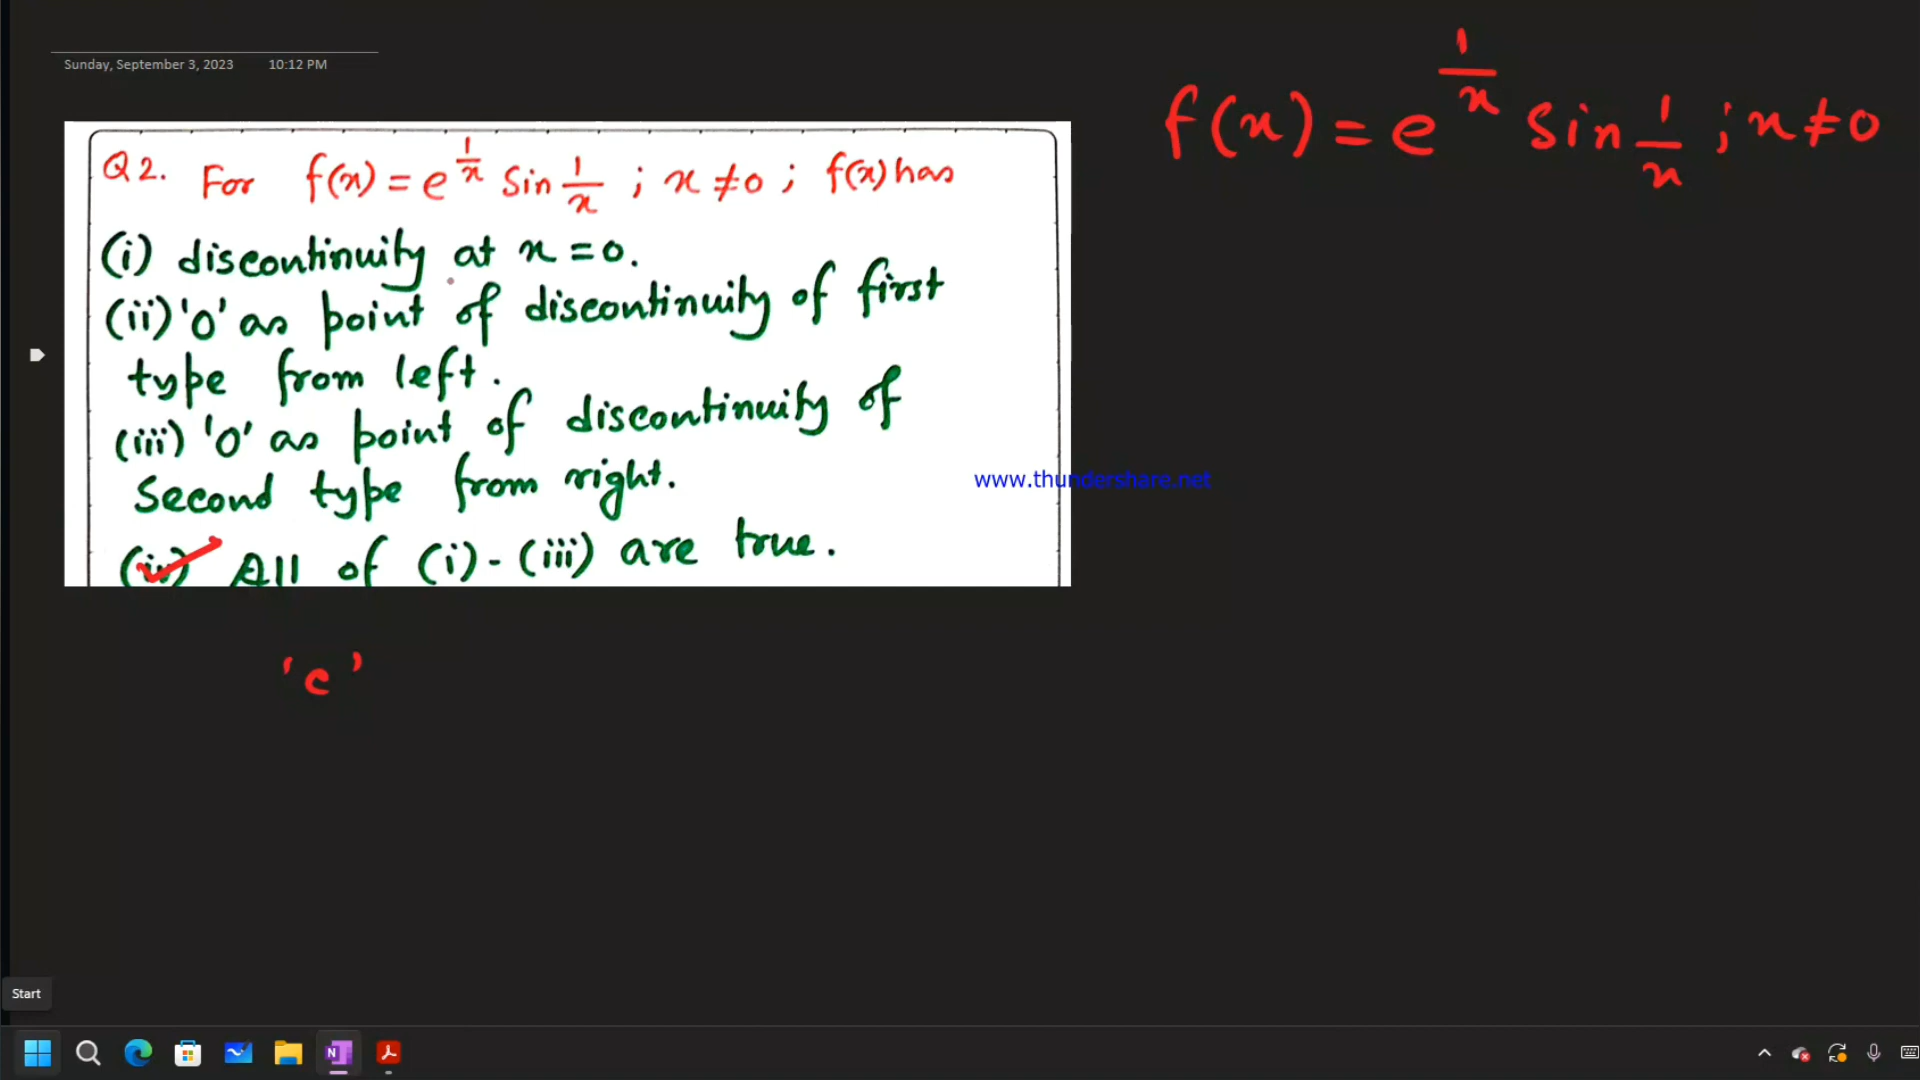 Sunday, September 3, 2023 10:12 PM
Q2. For f(x) = e^{1/x} Sin 1/x ; x ≠ 0 ; f(x) has
(i) discontinuity at x = 0.
(ii) '0' as point of discontinuity of first
type from left.
(iii) '0' as point of discontinuity of
Second type from right.
(iv) All of (i) - (iii) are true.
f(x) = e^{1/x} Sin 1/x ; x ≠ 0
www.thundershare.net
'c'
Start